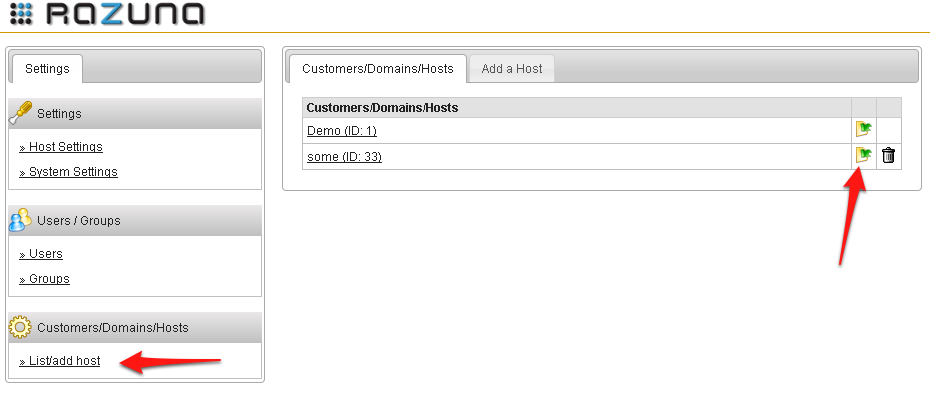 RAZUNA
Settings
Settings
» Host Settings
» System Settings
Users / Groups
» Users
» Groups
Customers/Domains/Hosts
» List/add host
Customers/Domains/Hosts
Add a Host
Customers/Domains/Hosts
Demo (ID: 1)
some (ID: 33)